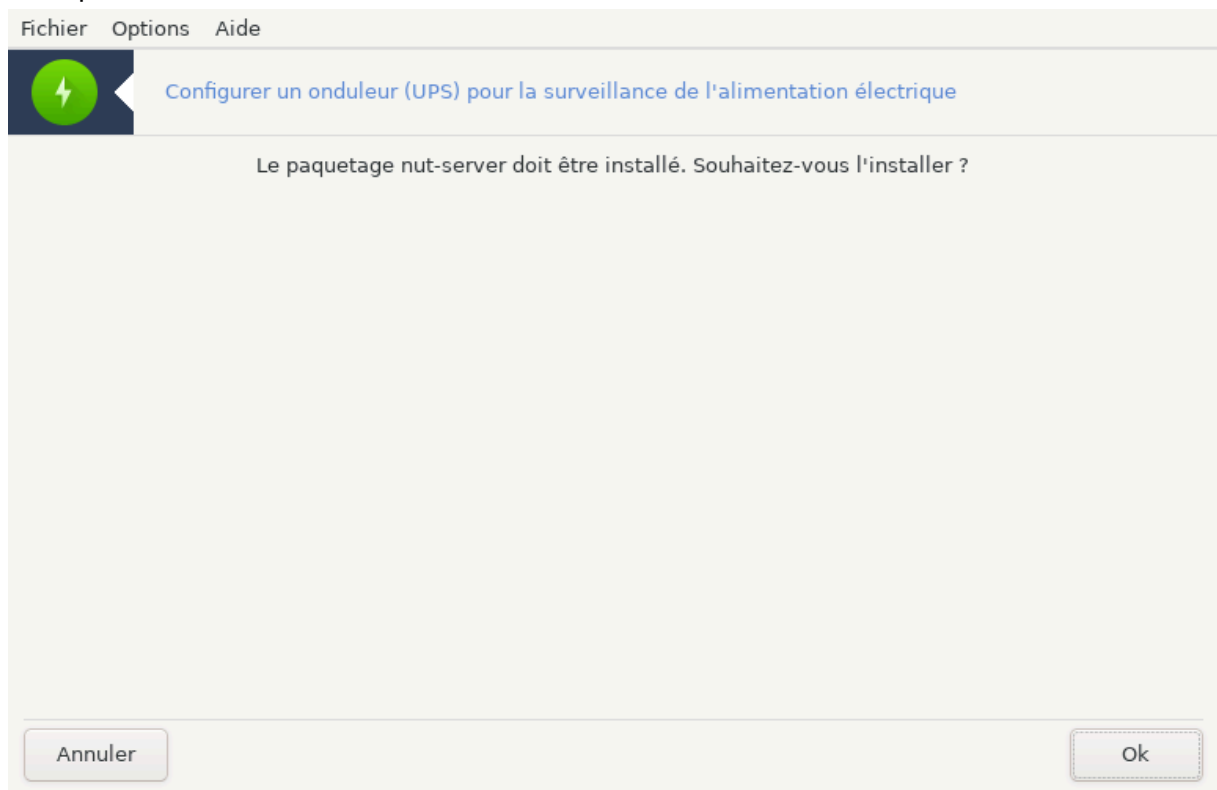 Fichier Options Aide
Configurer un onduleur (UPS) pour la surveillance de l'alimentation électrique
Le paquetage nut-server doit être installé. Souhaitez-vous l'installer ?
Annuler Ok